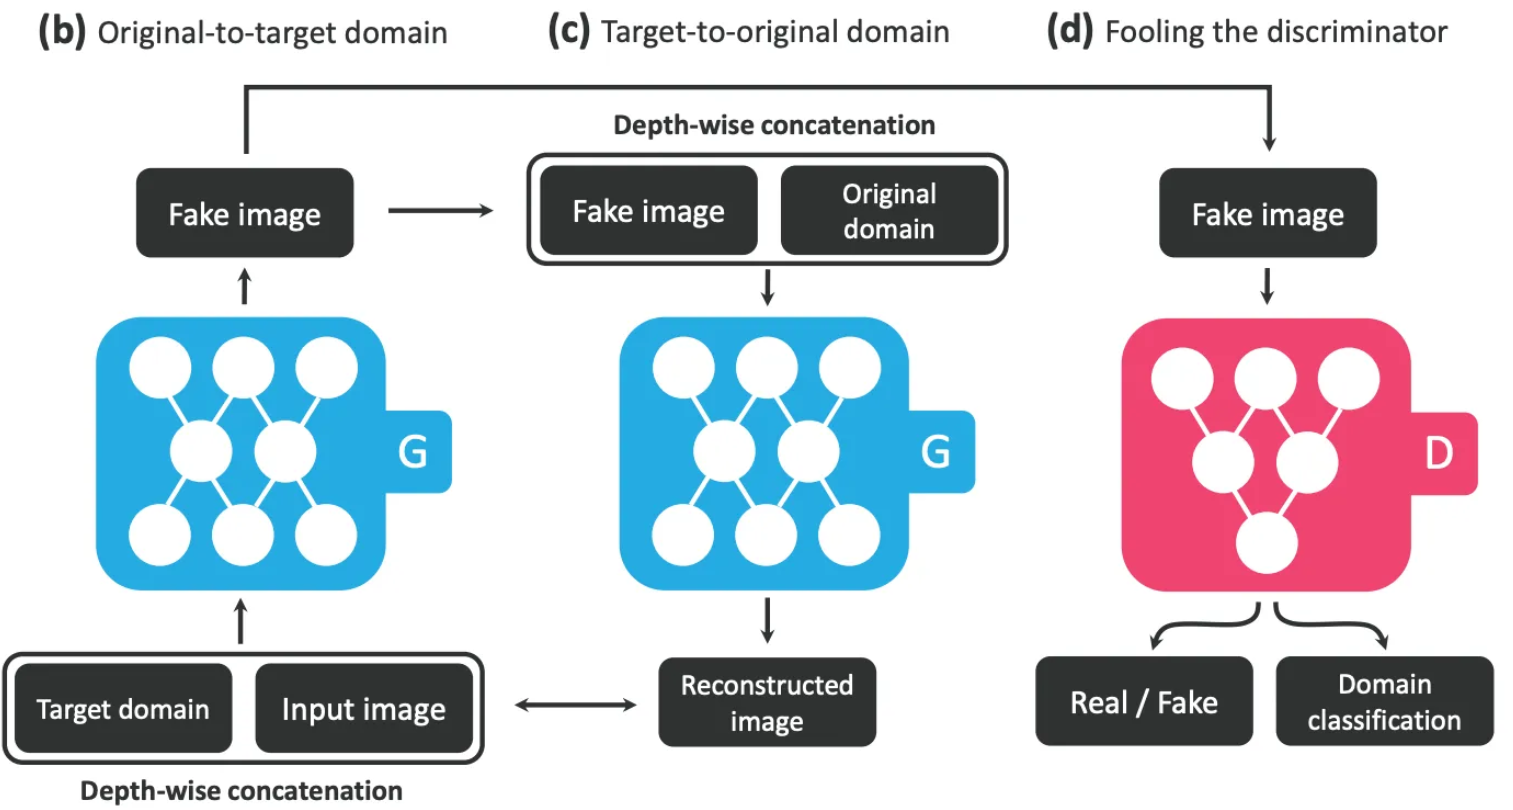 (b) Original-to-target domain
(c) Target-to-original domain
(d) Fooling the discriminator
Depth-wise concatenation
Fake image
Fake image
Original
domain
Fake image
G
G
D
Target domain
Input image
Depth-wise concatenation
Reconstructed
image
Real / Fake
Domain
classification